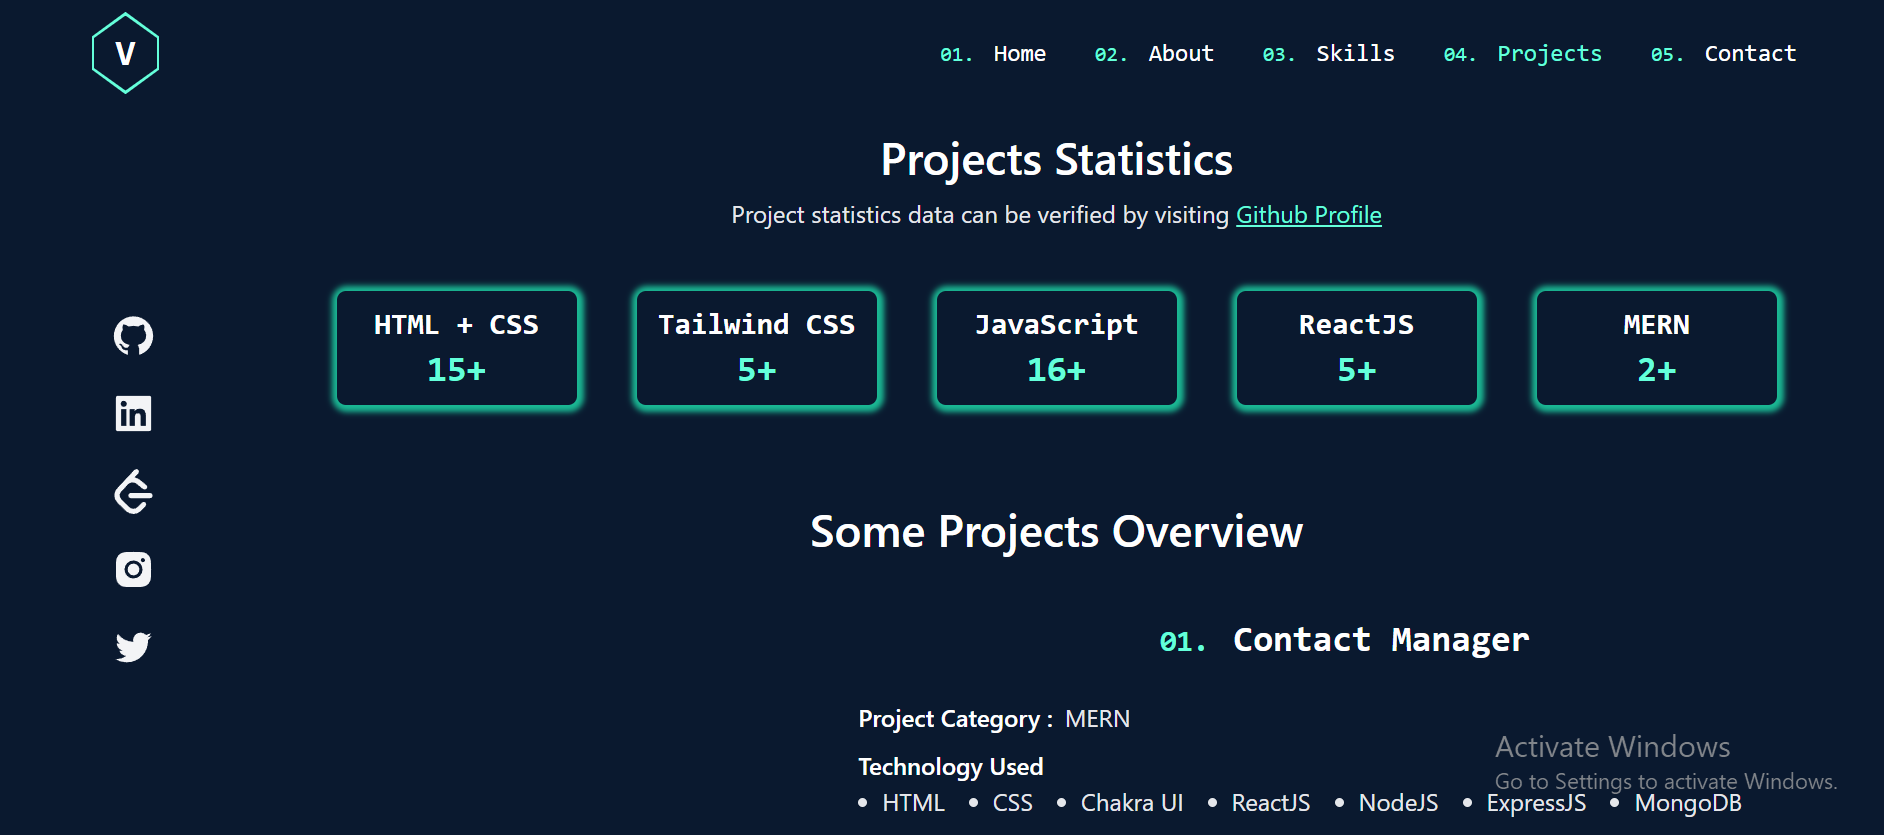 V
01. Home 02. About 03. Skills 04. Projects 05. Contact
Projects Statistics
Project statistics data can be verified by visiting Github Profile
HTML + CSS
15+
Tailwind CSS
5+
JavaScript
16+
ReactJS
5+
MERN
2+
in
Some Projects Overview
01. Contact Manager
Project Category : MERN
Technology Used
• HTML • CSS • Chakra UI • ReactJS • NodeJS • ExpressJS • MongoDB
Activate Windows
Go to Settings to activate Windows.